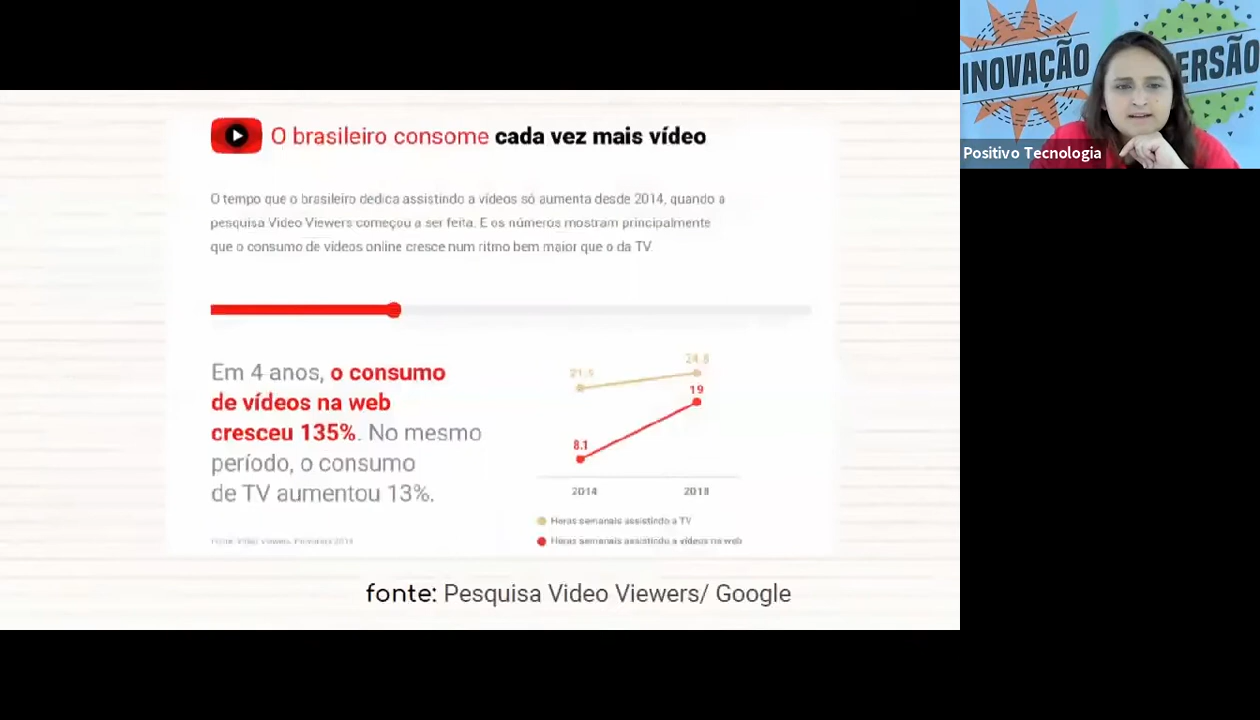 O brasileiro consome cada vez mais vídeo
O tempo que o brasileiro dedica assistindo a vídeos só aumenta desde 2014, quando a
pesquisa Video Viewers começou a ser feita. E os números mostram principalmente
que o consumo de vídeos online cresce num ritmo bem maior que o da TV.
Em 4 anos, o consumo
de vídeos na web
cresceu 135%. No mesmo
período, o consumo
de TV aumentou 13%.
19
8.1
2014 2018
Horas semanais assistindo a TV
Horas semanais assistindo a vídeos na web
fonte: Pesquisa Video Viewers/ Google
INOVAÇÃO
ERSÃO
Positivo Tecnologia